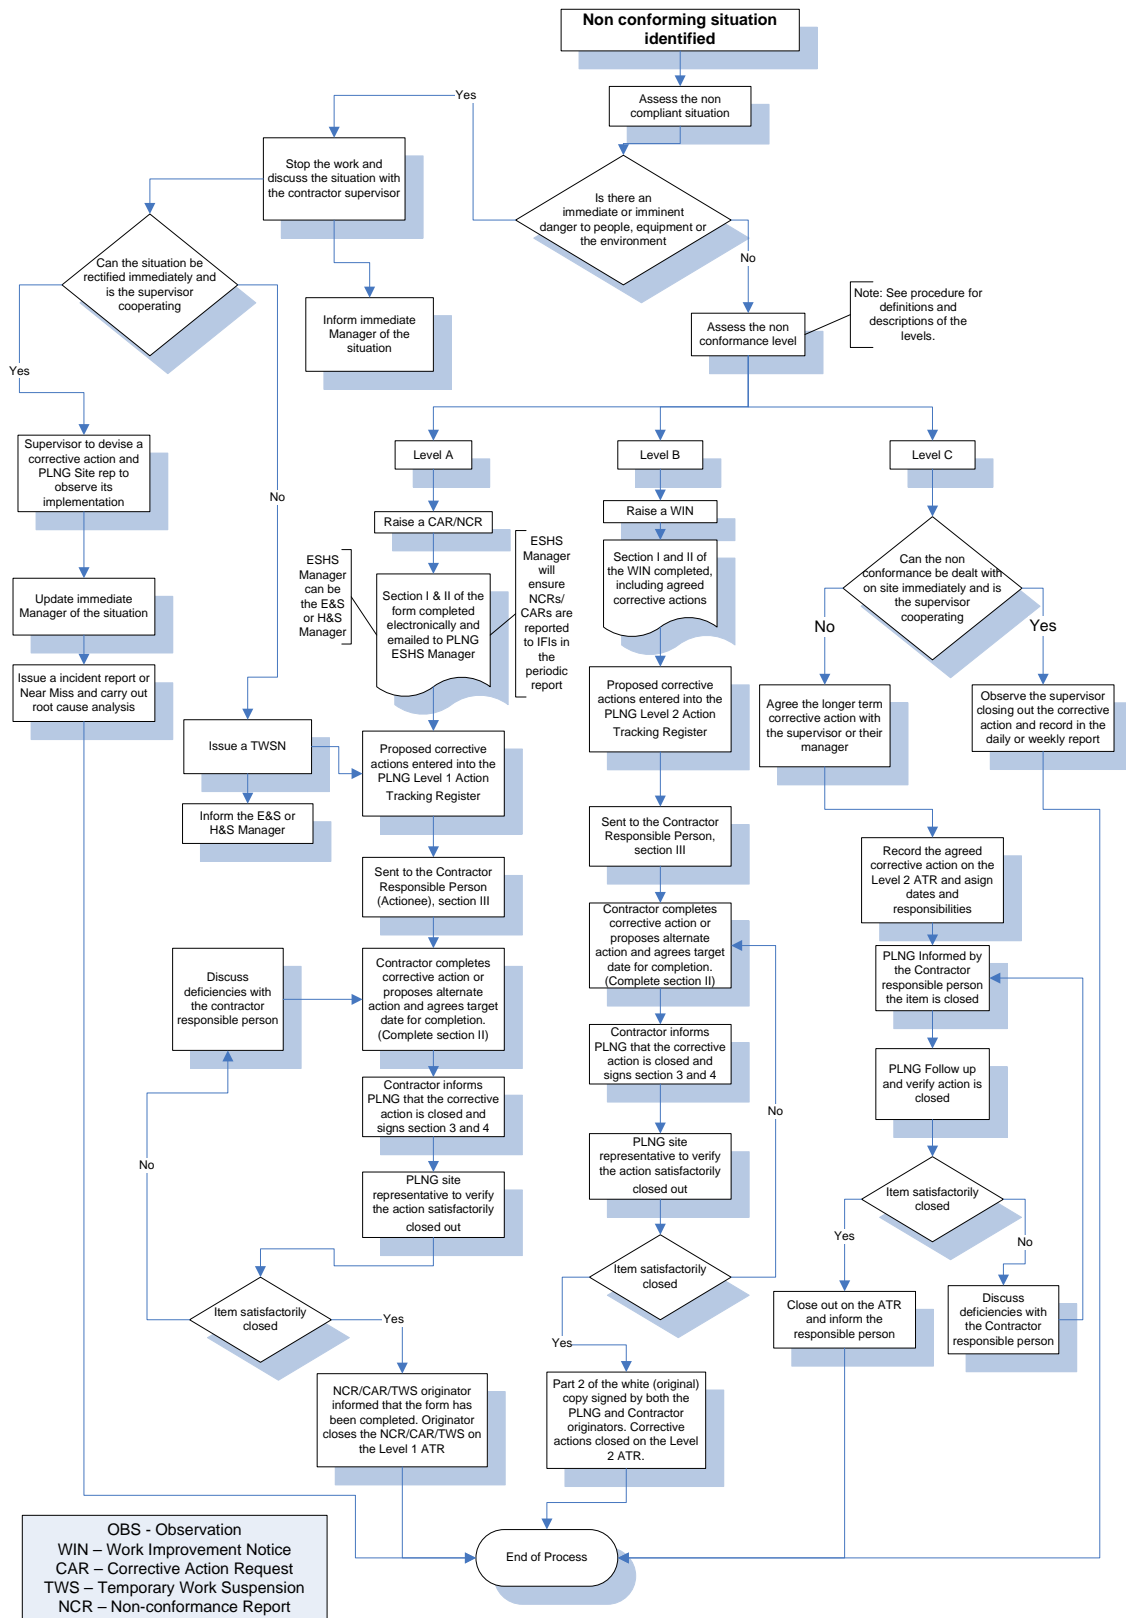 Non conforming situation
identified
Assess the non
compliant situation
Yes
Stop the work and
discuss the situation with
the contractor supervisor
Is there an
immediate or imminent
danger to people, equipment or
the environment
Can the situation be
rectified immediately and
is the supervisor
cooperating
No
Note: See procedure for
definitions and
descriptions of the
levels.
Inform immediate
Manager of the
situation
Assess the non
conformance level
Yes
Supervisor to devise a
corrective action and
PLNG Site rep to
observe its
implementation
No
Level A
Level B
Level C
Raise a CAR/NCR
Raise a WIN
ESHS
Manager
can be
the E&S
or H&S
Manager
Section I & II of the
form completed
electronically and
emailed to PLNG
ESHS Manager
ESHS
Manager
will
ensure
NCRs/
CARs are
reported
to IFIs in
the
periodic
report
Section I and II of
the WIN completed,
including agreed
corrective actions
Can the non
conformance be dealt with
on site immediately and is
the supervisor
cooperating
No
Yes
Update immediate
Manager of the situation
Issue a incident report or
Near Miss and carry out
root cause analysis
Issue a TWSN
Inform the E&S or
H&S Manager
Proposed corrective
actions entered into the
PLNG Level 1 Action
Tracking Register
Proposed corrective
actions entered into the
PLNG Level 2 Action
Tracking Register
Agree the longer term
corrective action with
the supervisor or their
manager
Observe the supervisor
closing out the corrective
action and record in the
daily or weekly report
Sent to the Contractor
Responsible Person
(Actionee), section III
Sent to the Contractor
Responsible Person,
section III
Record the agreed
corrective action on the
Level 2 ATR and asign
dates and
responsibilities
Discuss
deficiencies with
the contractor
responsible person
Contractor completes
corrective action or
proposes alternate
action and agrees target
date for completion.
(Complete section II)
Contractor completes
corrective action or
proposes alternate
action and agrees target
date for completion.
(Complete section II)
PLNG Informed by
the Contractor
responsible person
the item is closed
Contractor informs
PLNG that the corrective
action is closed and
signs section 3 and 4
Contractor informs
PLNG that the corrective
action is closed and
signs section 3 and 4
PLNG Follow up
and verify action is
closed
No
No
PLNG site
representative to verify
the action satisfactorily
closed out
PLNG site
representative to verify
the action satisfactorily
closed out
Item satisfactorily
closed
Yes
No
Item satisfactorily
closed
Item satisfactorily
closed
Yes
Yes
Close out on the ATR
and inform the
responsible person
Discuss
deficiencies with
the Contractor
responsible person
NCR/CAR/TWS originator
informed that the form has
been completed. Originator
closes the NCR/CAR/TWS on
the Level 1 ATR
Part 2 of the white (original)
copy signed by both the
PLNG and Contractor
originators. Corrective
actions closed on the Level
2 ATR.
End of Process
OBS - Observation
WIN – Work Improvement Notice
CAR – Corrective Action Request
TWS – Temporary Work Suspension
NCR – Non-conformance Report